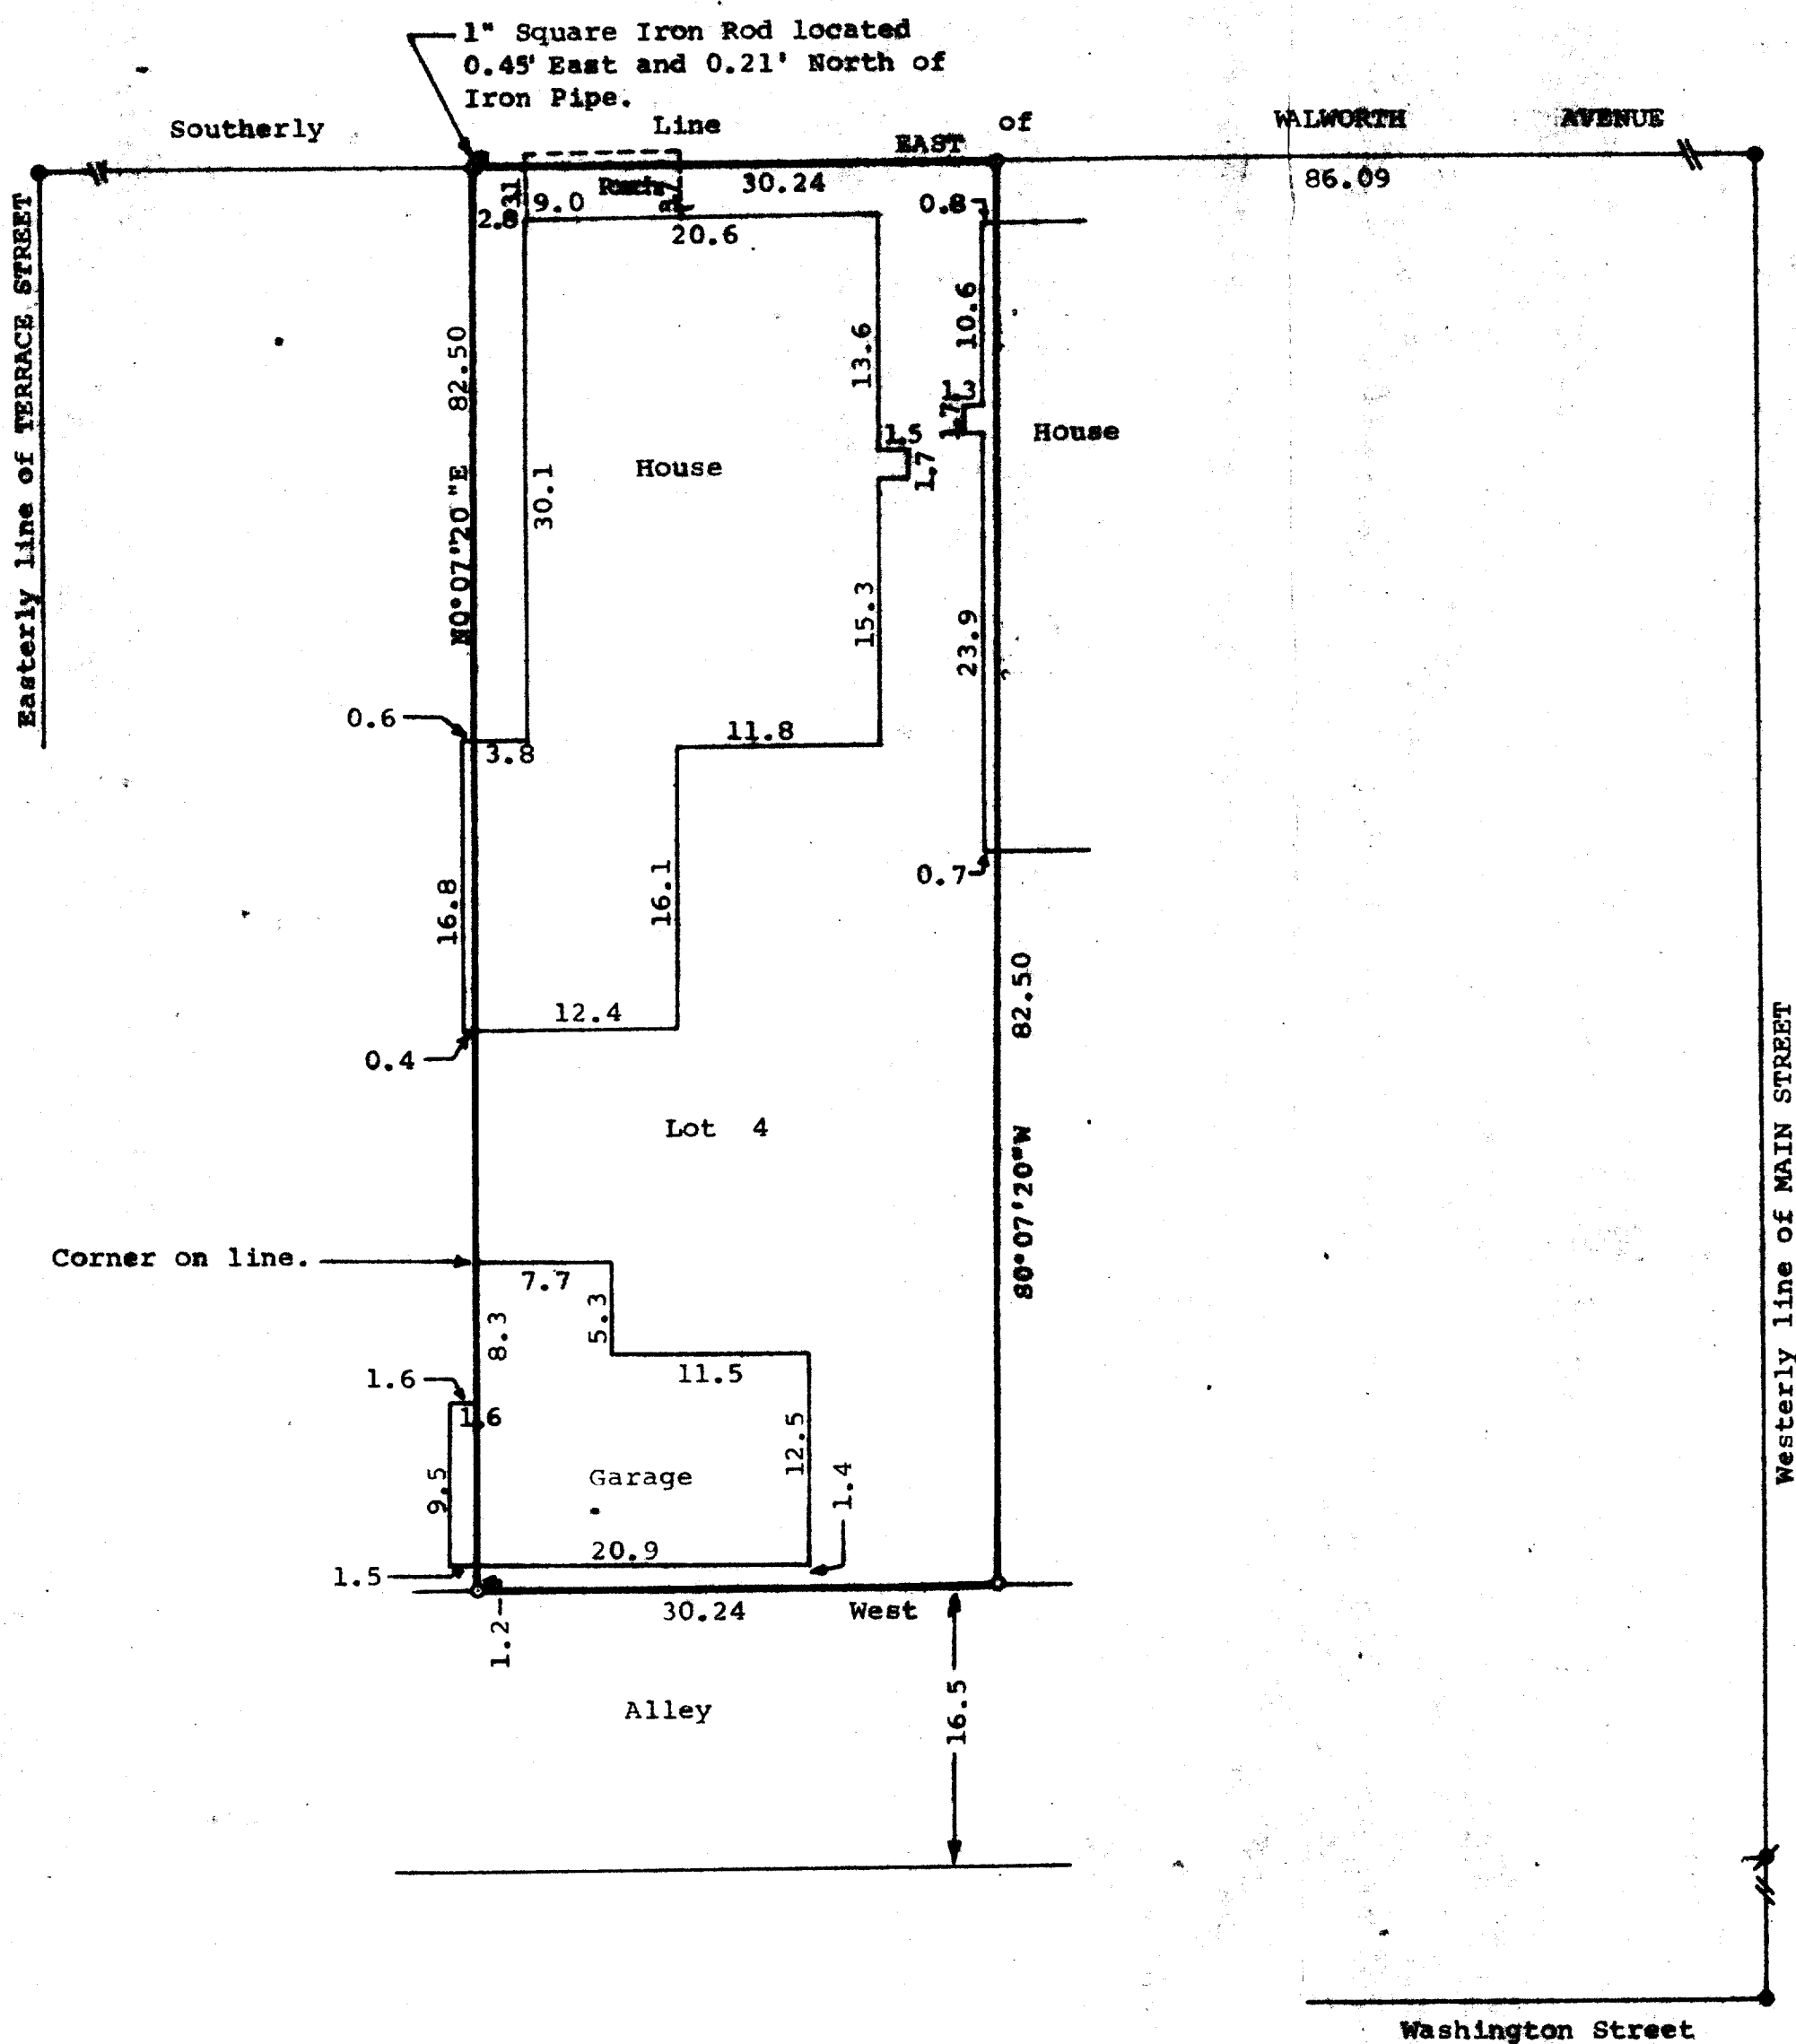 1" Square Iron Rod located
0.45' East and 0.21' North of
Iron Pipe.
Southerly Line of WALWORTH AVENUE
EAST
30.24
86.09
Easterly line of TERRACE STREET
2.8
9.0
20.6
0.8
N0°07'20"E 82.50
30.1
13.6
10.6
1.3
1.7
1.5
1.7
House
House
15.3
23.9
0.6
3.8
11.8
0.7
16.8
16.1
12.4
0.4
82.50
S0°07'20"W
Lot 4
Westerly line of MAIN STREET
Corner on line.
7.7
8.3
5.3
11.5
1.6
1.6
9.5
Garage
12.5
1.4
20.9
1.5
1.2
30.24
West
Alley
16.5
Washington Street